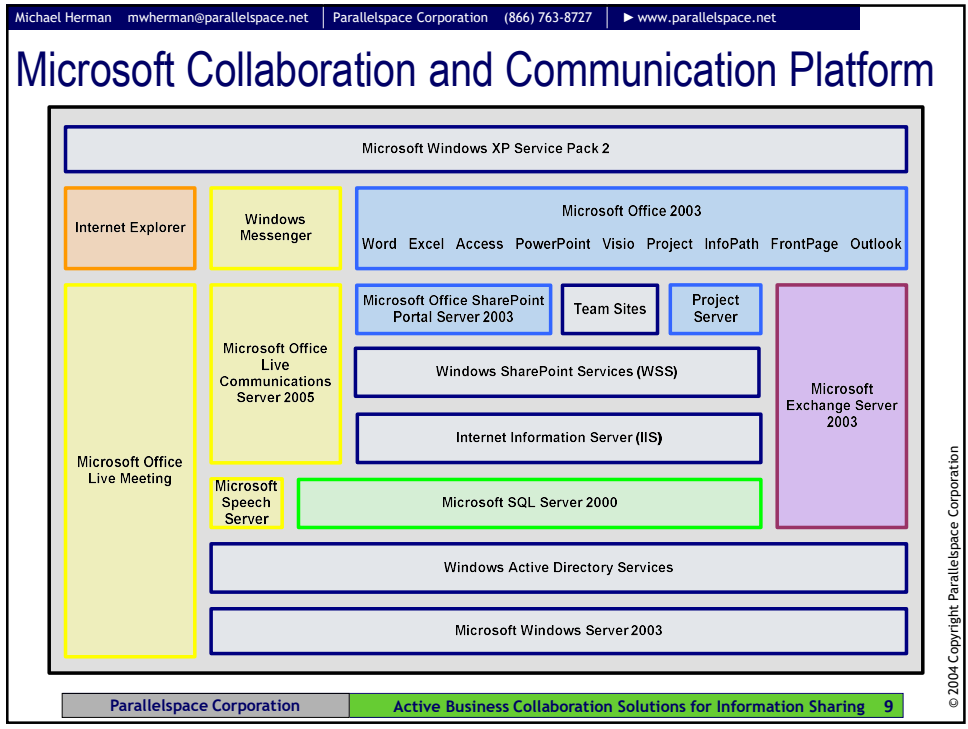 Michael Herman mwherman@parallelspace.net Parallelspace Corporation (866) 763-8727 ►www.parallelspace.net
Microsoft Collaboration and Communication Platform
Microsoft Windows XP Service Pack 2
Internet Explorer
Windows
Messenger
Microsoft Office 2003
Word Excel Access PowerPoint Visio Project InfoPath FrontPage Outlook
Microsoft Office
Live Meeting
Microsoft Office
Live
Communications
Server 2005
Microsoft Office SharePoint
Portal Server 2003
Team Sites
Project
Server
Windows SharePoint Services (WSS)
Internet Information Server (IIS)
Microsoft
Exchange Server
2003
Microsoft
Speech
Server
Microsoft SQL Server 2000
Windows Active Directory Services
Microsoft Windows Server 2003
© 2004 Copyright Parallelspace Corporation
Parallelspace Corporation
Active Business Collaboration Solutions for Information Sharing 9